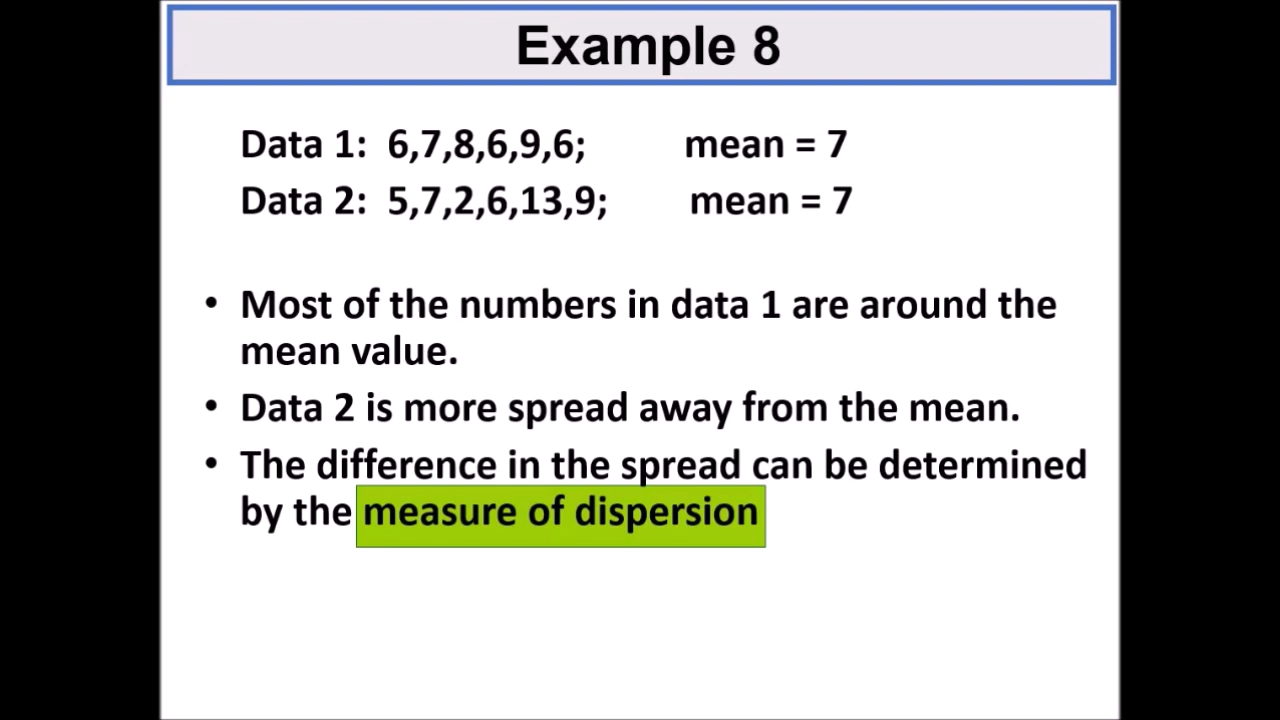 Example 8
Data 1: 6,7,8,6,9,6; mean = 7
Data 2: 5,7,2,6,13,9; mean = 7
• Most of the numbers in data 1 are around the
mean value.
• Data 2 is more spread away from the mean.
• The difference in the spread can be determined
by the measure of dispersion